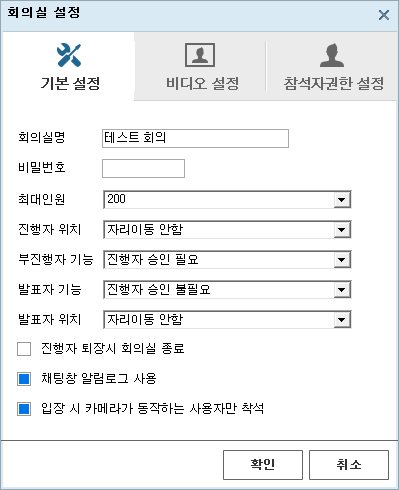 회의실 설정
기본 설정
비디오 설정
참석자권한 설정
회의실명 테스트 회의
비밀번호
최대인원 200
진행자 위치 자리이동 안함
부진행자 기능 진행자 승인 필요
발표자 기능 진행자 승인 불필요
발표자 위치 자리이동 안함
진행자 퇴장시 회의실 종료
채팅창 알림로그 사용
입장 시 카메라가 동작하는 사용자만 착석
확인 취소